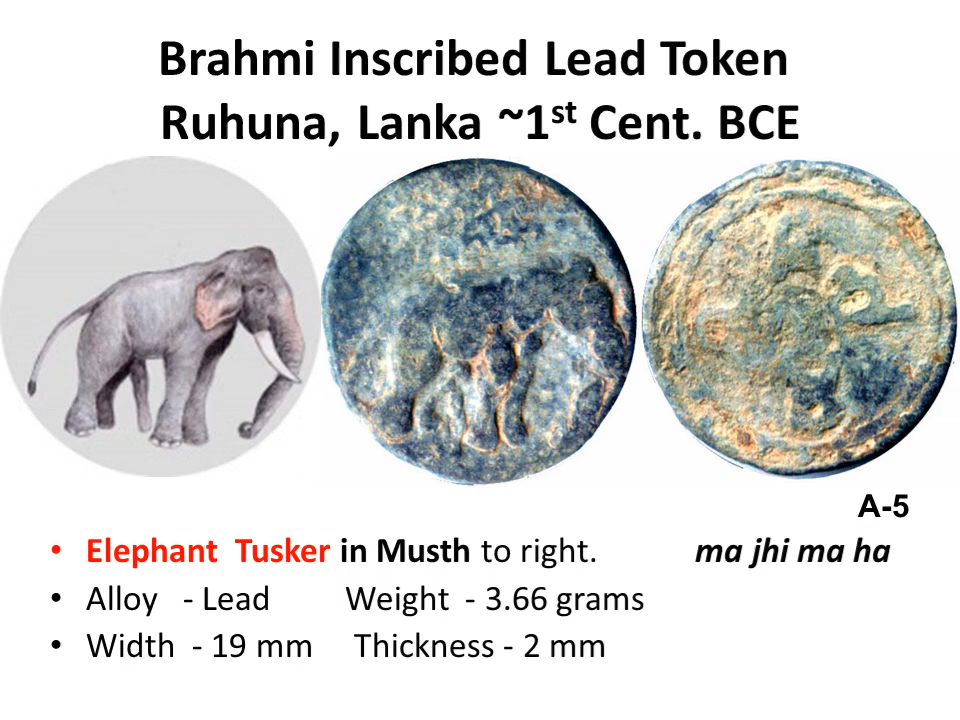 Brahmi Inscribed Lead Token
Ruhuna, Lanka ~1st Cent. BCE
A-5
• Elephant Tusker in Musth to right. ma jhi ma ha
• Alloy - Lead Weight - 3.66 grams
• Width - 19 mm Thickness - 2 mm